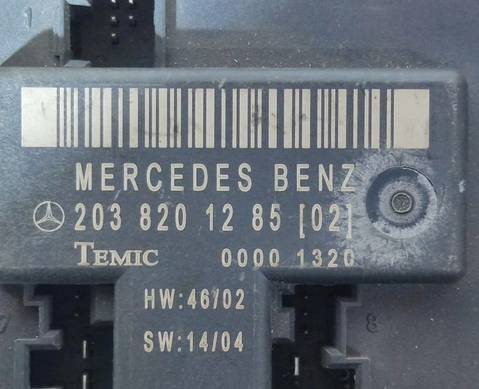 MERCEDES BENZ
203 820 12 85 [02]
TEMIC 0000 1320
HW:46/02
SW:14/04